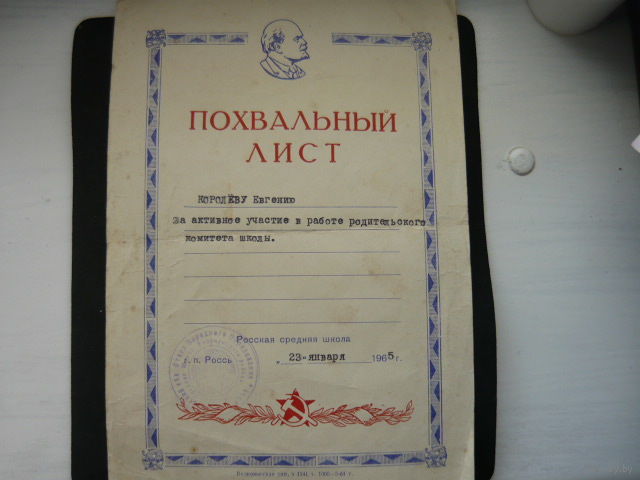 ПОХВАЛЬНЫЙ
ЛИСТ
КОРОЛЁВУ Евгению
За активное участие в работе родительского
комитета школы.
Росская средняя школа
г. п. Россь „ 23-января 1965 г.